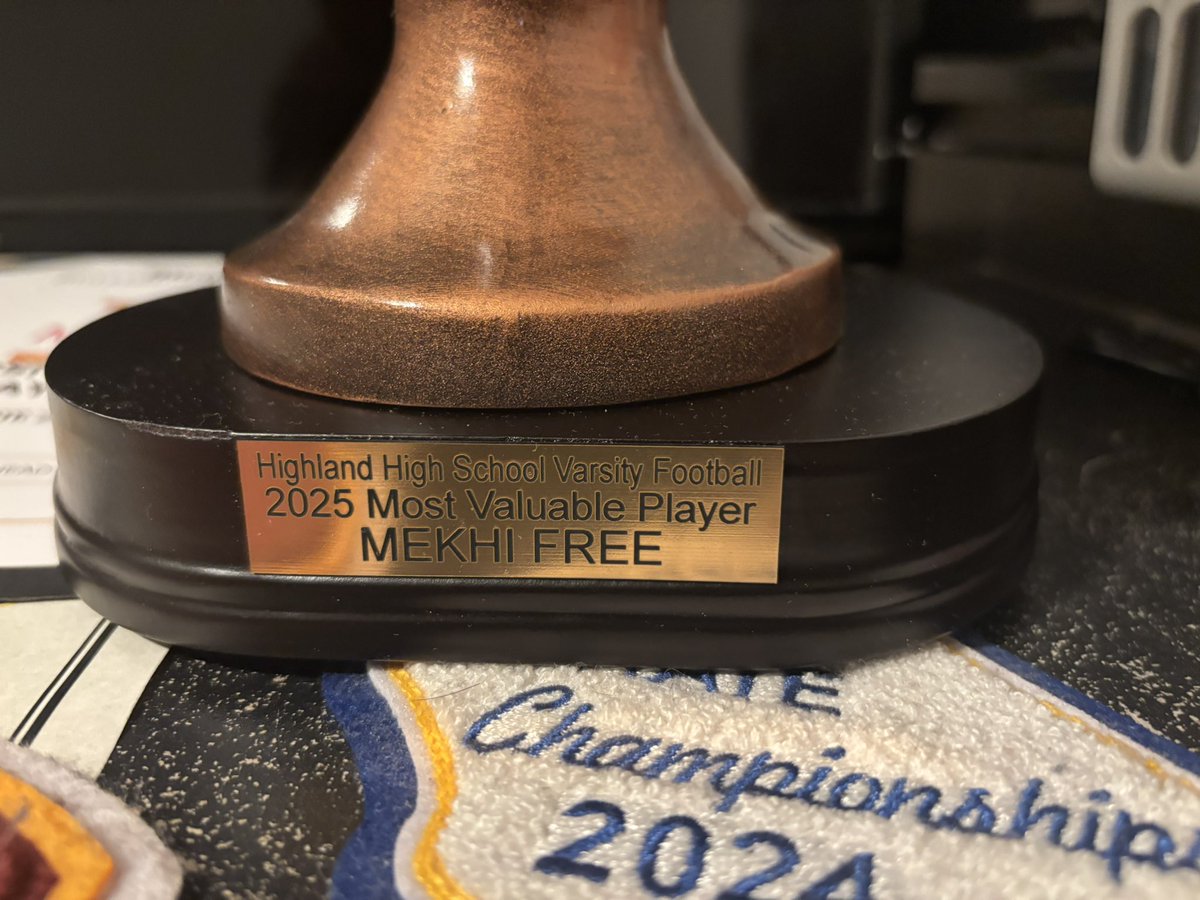 Highland High School Varsity Football
2025 Most Valuable Player
MEKHI FREE
Championships
2024